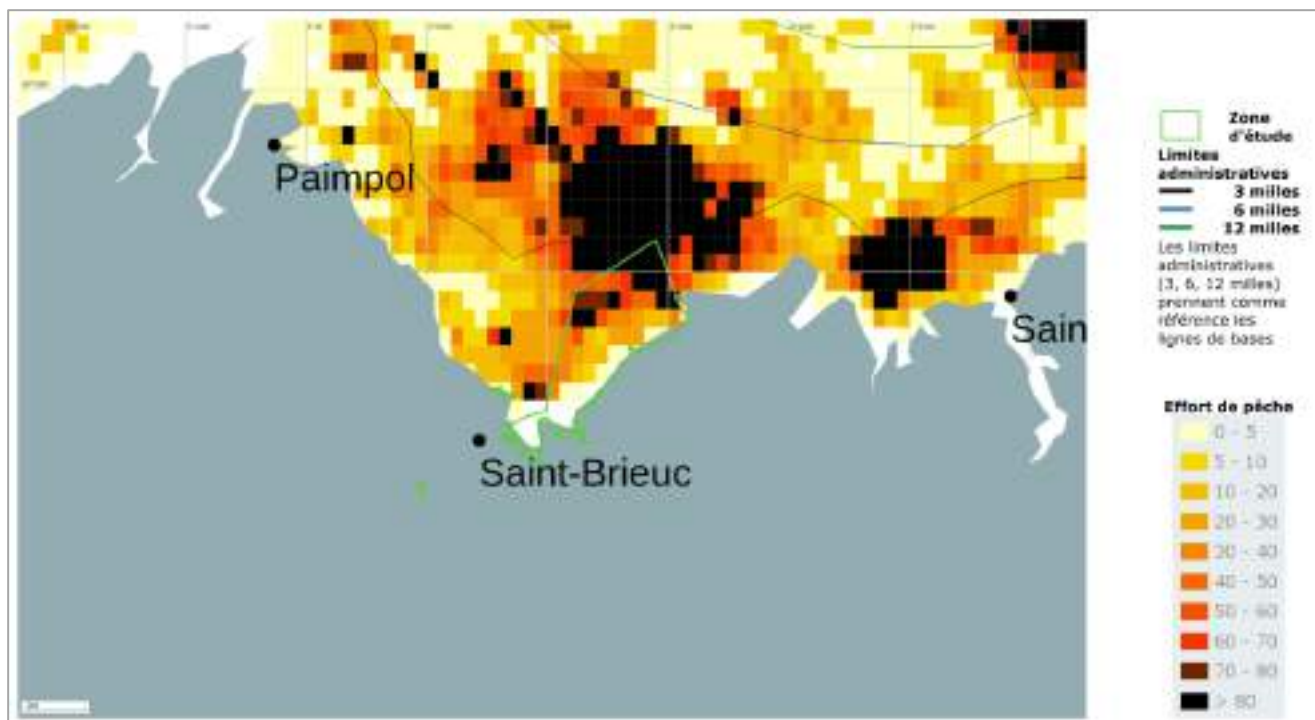 Paimpol
Saint-Brieuc
Sain
Zone
d'étude
Limites
administratives
3 milles
6 milles
12 milles
Les limites
administratives
(3, 6, 12 milles)
prennent comme
référence les
lignes de bases
Effort de pêche
0 - 5
5 - 10
10 - 20
20 - 30
30 - 40
40 - 50
50 - 60
60 - 70
70 - 80
> 80